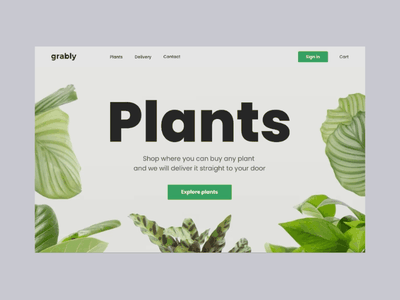 grably Plants Delivery Contact Sign in Cart
Plants
Shop where you can buy any plant
and we will deliver it straight to your door
Explore plants